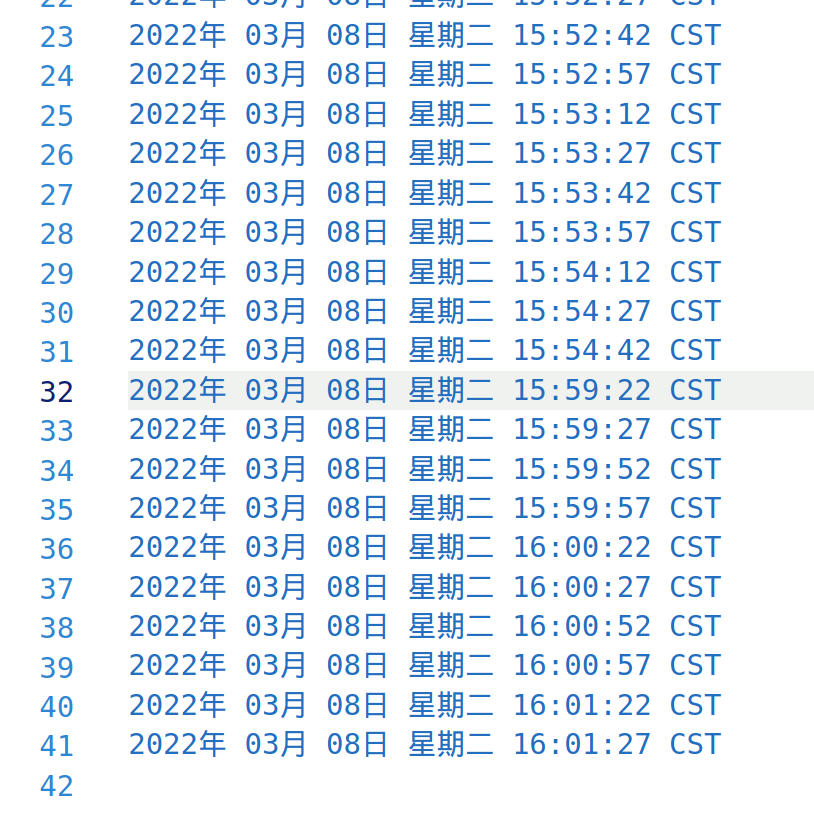 22 2022年 03月 08日 星期二 15:52:27 CST
23 2022年 03月 08日 星期二 15:52:42 CST
24 2022年 03月 08日 星期二 15:52:57 CST
25 2022年 03月 08日 星期二 15:53:12 CST
26 2022年 03月 08日 星期二 15:53:27 CST
27 2022年 03月 08日 星期二 15:53:42 CST
28 2022年 03月 08日 星期二 15:53:57 CST
29 2022年 03月 08日 星期二 15:54:12 CST
30 2022年 03月 08日 星期二 15:54:27 CST
31 2022年 03月 08日 星期二 15:54:42 CST
32 2022年 03月 08日 星期二 15:59:22 CST
33 2022年 03月 08日 星期二 15:59:27 CST
34 2022年 03月 08日 星期二 15:59:52 CST
35 2022年 03月 08日 星期二 15:59:57 CST
36 2022年 03月 08日 星期二 16:00:22 CST
37 2022年 03月 08日 星期二 16:00:27 CST
38 2022年 03月 08日 星期二 16:00:52 CST
39 2022年 03月 08日 星期二 16:00:57 CST
40 2022年 03月 08日 星期二 16:01:22 CST
41 2022年 03月 08日 星期二 16:01:27 CST
42